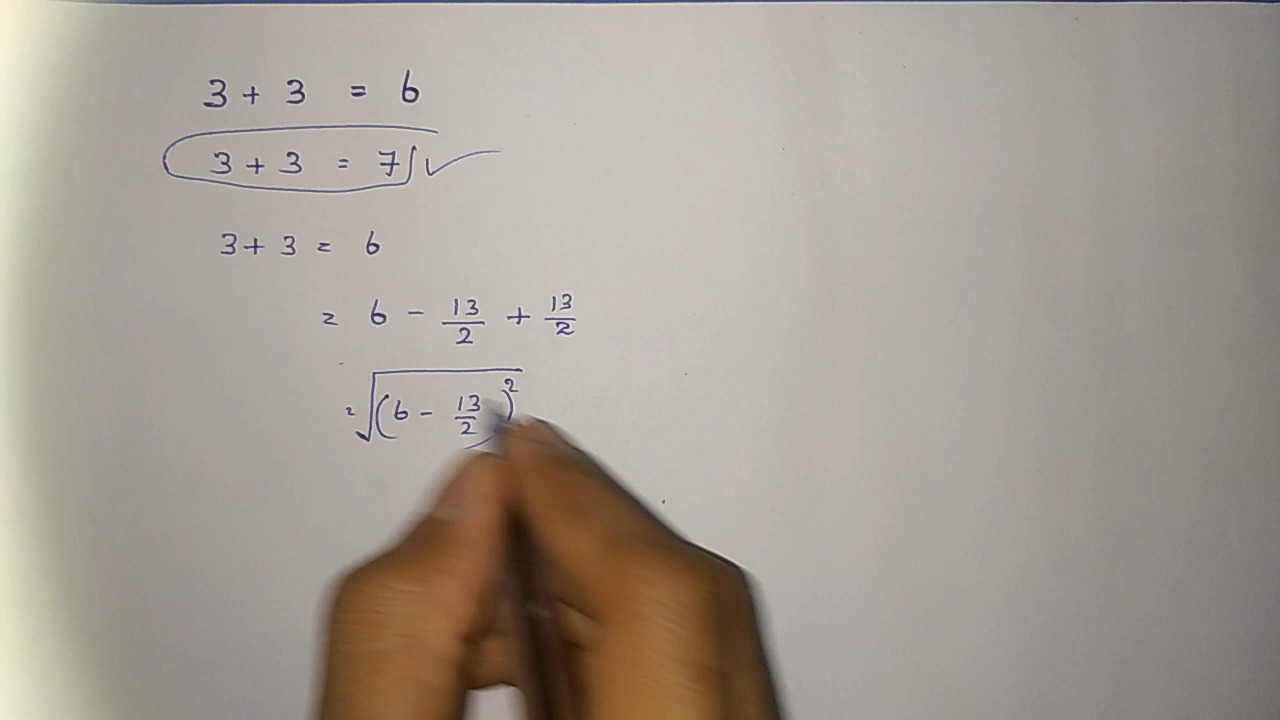 3 + 3 = 6
3 + 3 = 7 ✓
3 + 3 = 6
= 6 - 13/2 + 13/2
= √(6 - 13/2)²